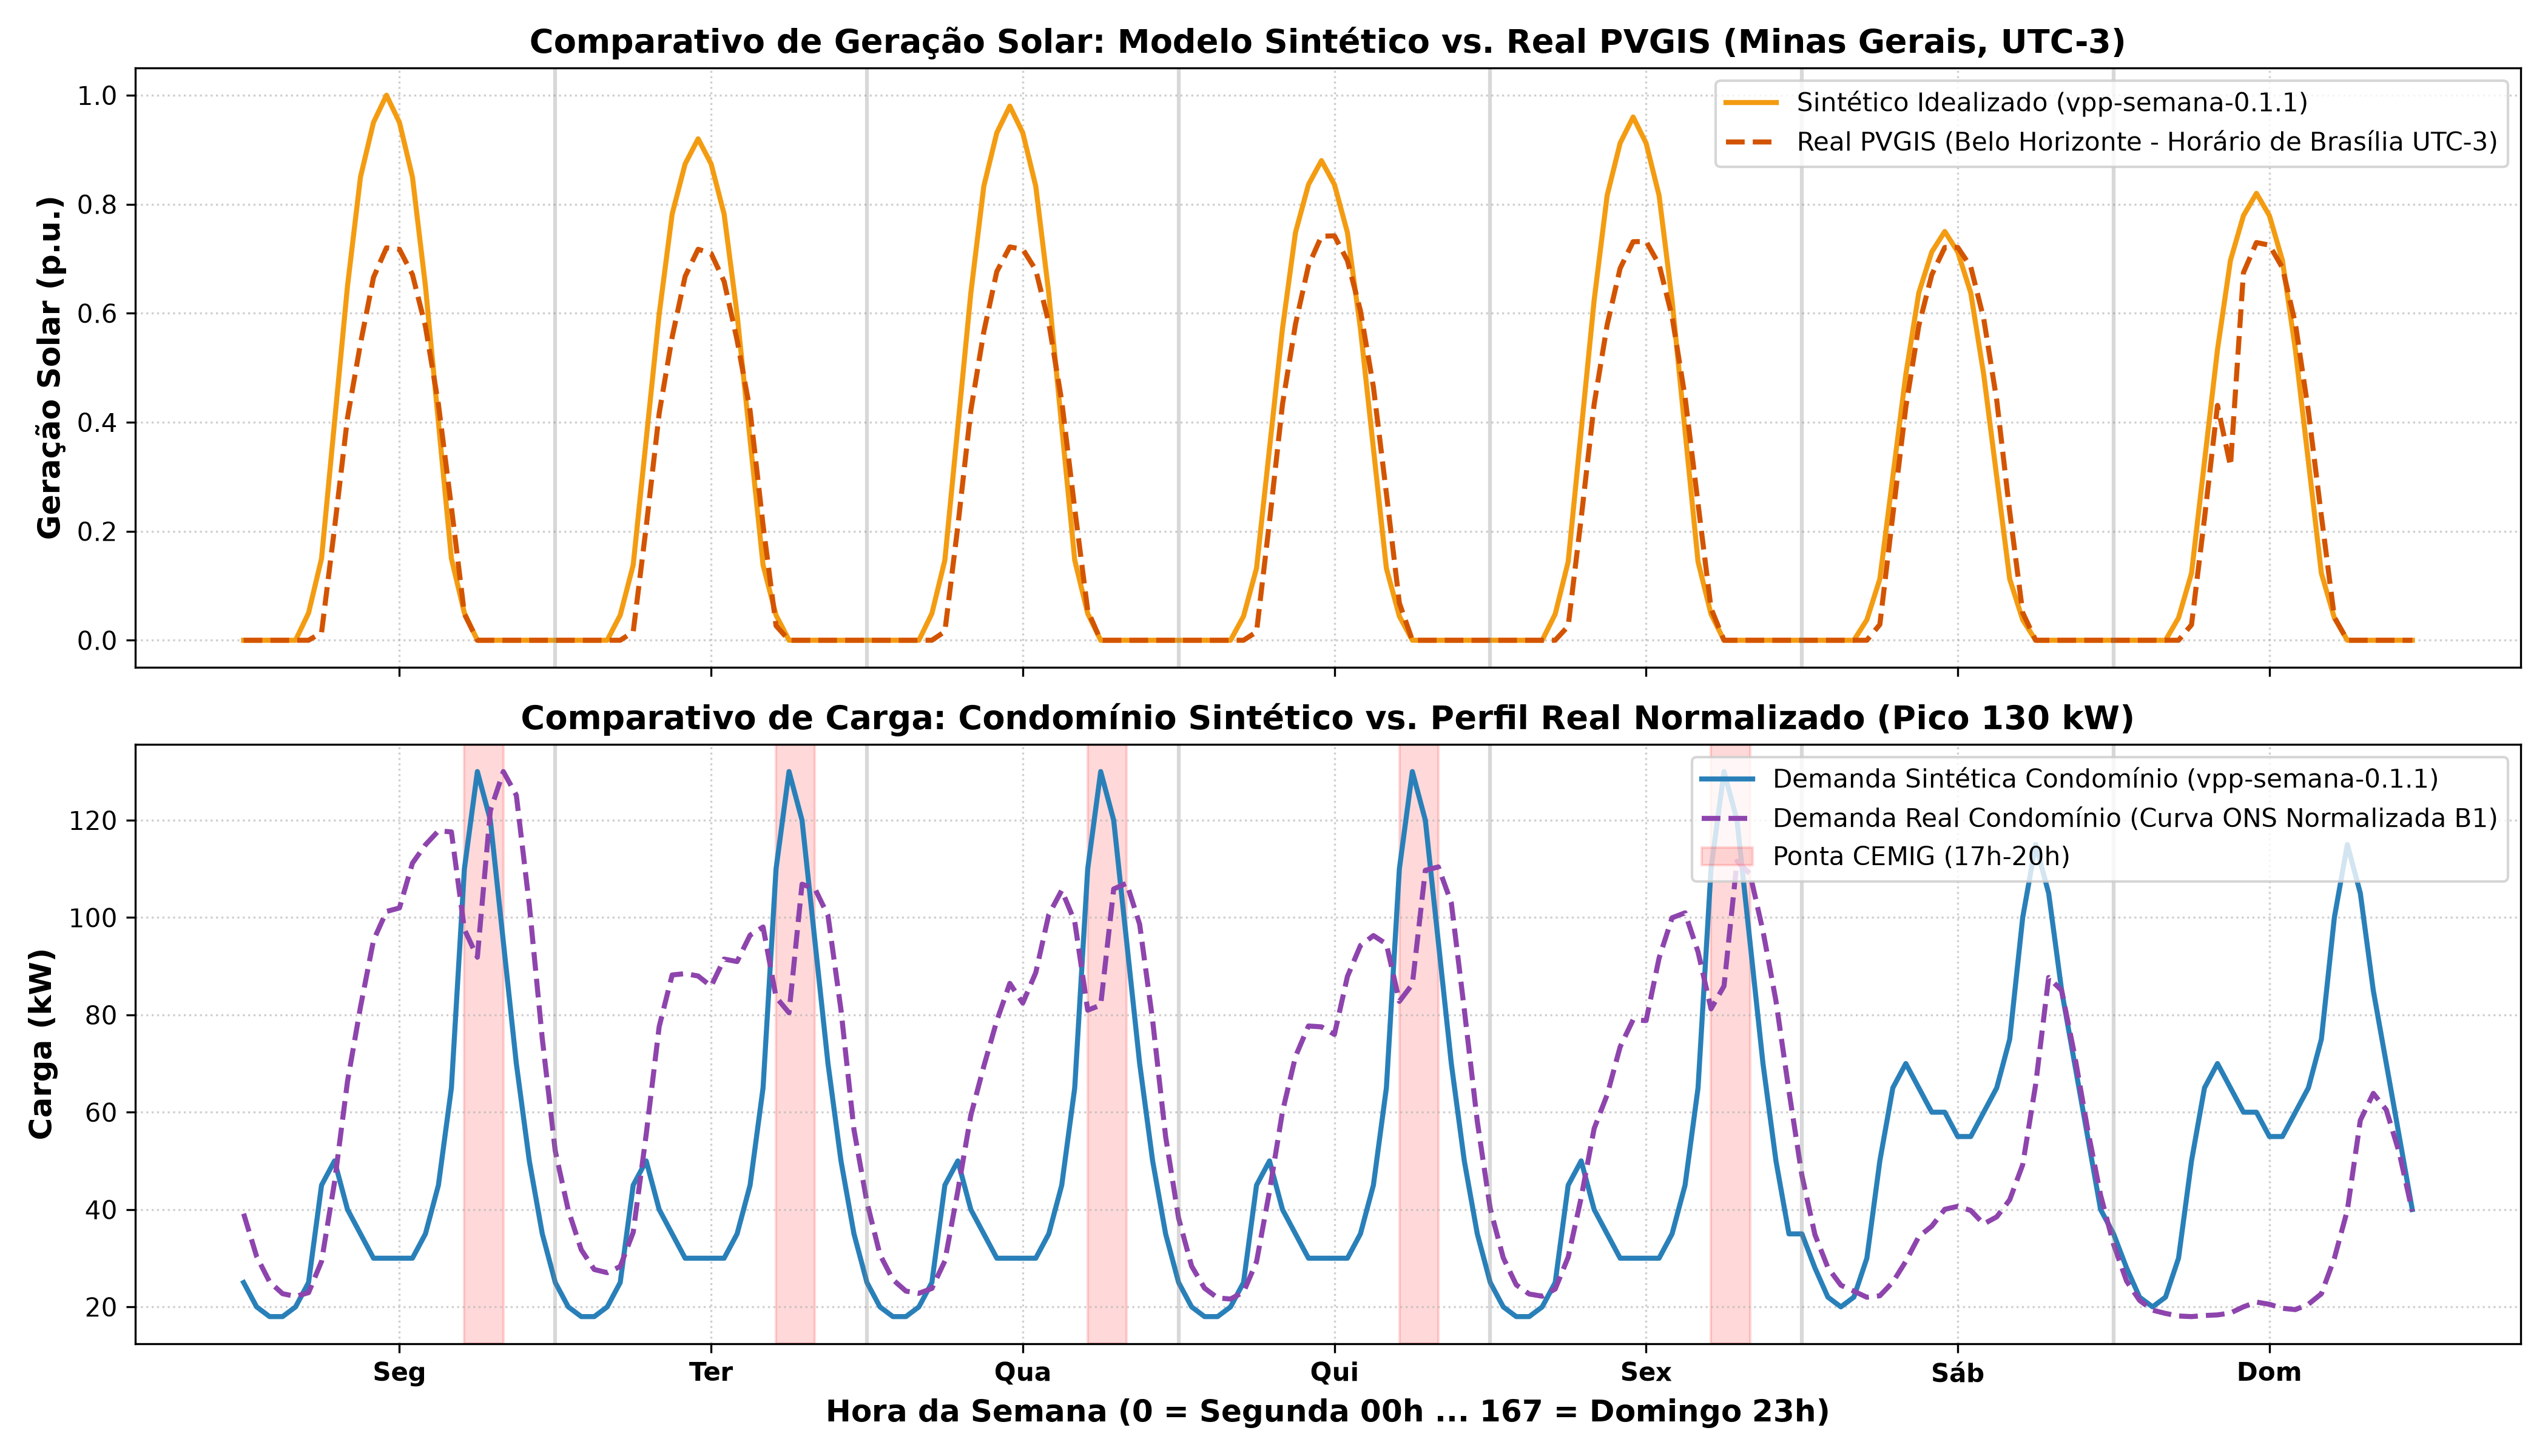 Comparativo de Geração Solar: Modelo Sintético vs. Real PVGIS (Minas Gerais, UTC-3)
Sintético Idealizado (vpp-semana-0.1.1)
Real PVGIS (Belo Horizonte - Horário de Brasília UTC-3)
Geração Solar (p.u.)
1.0
0.8
0.6
0.4
0.2
0.0
Comparativo de Carga: Condomínio Sintético vs. Perfil Real Normalizado (Pico 130 kW)
Demanda Sintética Condomínio (vpp-semana-0.1.1)
Demanda Real Condomínio (Curva ONS Normalizada B1)
Ponta CEMIG (17h-20h)
Carga (kW)
120
100
80
60
40
20
Seg Ter Qua Qui Sex Sáb Dom
Hora da Semana (0 = Segunda 00h ... 167 = Domingo 23h)